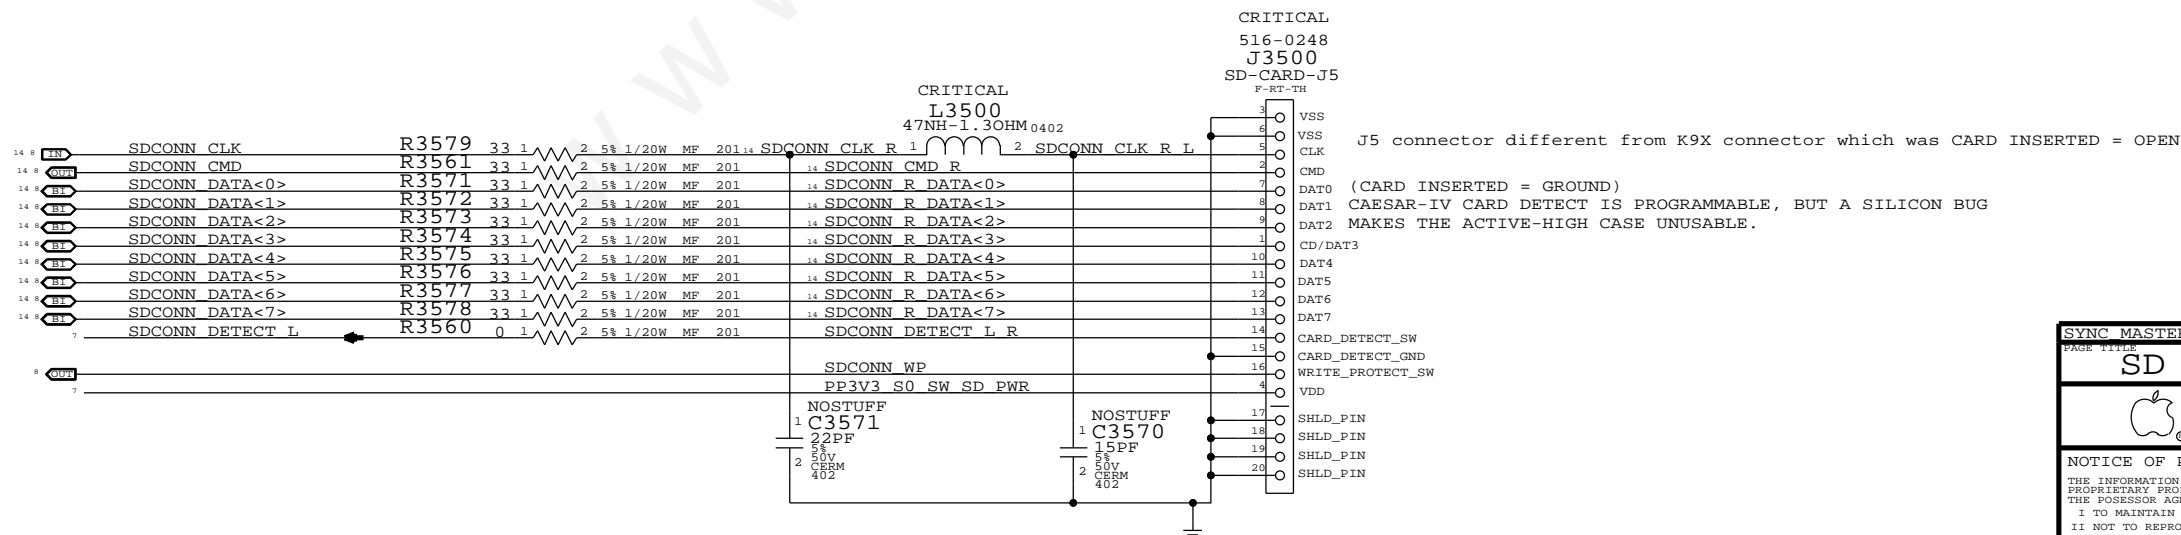 CRITICAL
516-0248
J3500
SD-CARD-J5
F-RT-TH
CRITICAL
L3500
47NH-1.3OHM 0402
J5 connector different from K9X connector which was CARD INSERTED = OPEN
(CARD INSERTED = GROUND)
CAESAR-IV CARD DETECT IS PROGRAMMABLE, BUT A SILICON BUG
MAKES THE ACTIVE-HIGH CASE UNUSABLE.
3 VSS
6 VSS
14 8 IN SDCONN_CLK R3579 33 1 2 5% 1/20W MF 201 14 SDCONN_CLK_R 1 2 SDCONN_CLK_R_L 5 CLK
14 8 OUT SDCONN_CMD R3561 33 1 2 5% 1/20W MF 201 14 SDCONN_CMD_R 2 CMD
14 8 BI SDCONN_DATA<0> R3571 33 1 2 5% 1/20W MF 201 14 SDCONN_R_DATA<0> 7 DAT0
14 8 BI SDCONN_DATA<1> R3572 33 1 2 5% 1/20W MF 201 14 SDCONN_R_DATA<1> 8 DAT1
14 8 BI SDCONN_DATA<2> R3573 33 1 2 5% 1/20W MF 201 14 SDCONN_R_DATA<2> 9 DAT2
14 8 BI SDCONN_DATA<3> R3574 33 1 2 5% 1/20W MF 201 14 SDCONN_R_DATA<3> 1 CD/DAT3
14 8 BI SDCONN_DATA<4> R3575 33 1 2 5% 1/20W MF 201 14 SDCONN_R_DATA<4> 10 DAT4
14 8 BI SDCONN_DATA<5> R3576 33 1 2 5% 1/20W MF 201 14 SDCONN_R_DATA<5> 11 DAT5
14 8 BI SDCONN_DATA<6> R3577 33 1 2 5% 1/20W MF 201 14 SDCONN_R_DATA<6> 12 DAT6
14 8 BI SDCONN_DATA<7> R3578 33 1 2 5% 1/20W MF 201 14 SDCONN_R_DATA<7> 13 DAT7
7 SDCONN_DETECT_L R3560 0 1 2 5% 1/20W MF 201 SDCONN_DETECT_L_R 14 CARD_DETECT_SW
15 CARD_DETECT_GND
8 OUT SDCONN_WP 16 WRITE_PROTECT_SW
7 PP3V3_S0_SW_SD_PWR 4 VDD
17 SHLD_PIN
18 SHLD_PIN
19 SHLD_PIN
20 SHLD_PIN
NOSTUFF
1 C3571
22PF
5%
50V
2 CERM
402
NOSTUFF
1 C3570
15PF
5%
50V
2 CERM
402
SYNC_MASTER
PAGE TITLE
SD
NOTICE OF
THE INFORMATION
PROPRIETARY
THE POSESSOR
I TO MAINTAIN
II NOT TO
w w